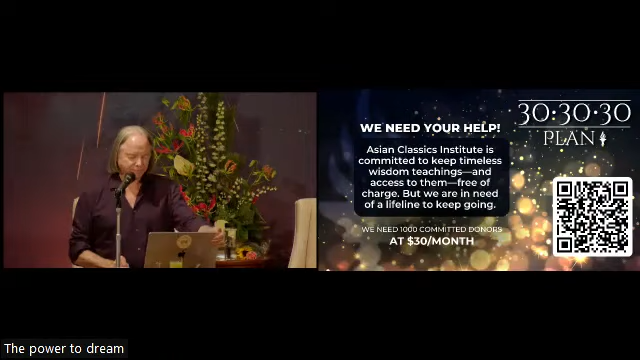 30:30:30
PLAN
WE NEED YOUR HELP!
Asian Classics Institute is
committed to keep timeless
wisdom teachings—and
access to them—free of
charge. But we are in need
of a lifeline to keep going.
WE NEED 1000 COMMITTED DONORS
AT $30/MONTH
The power to dream